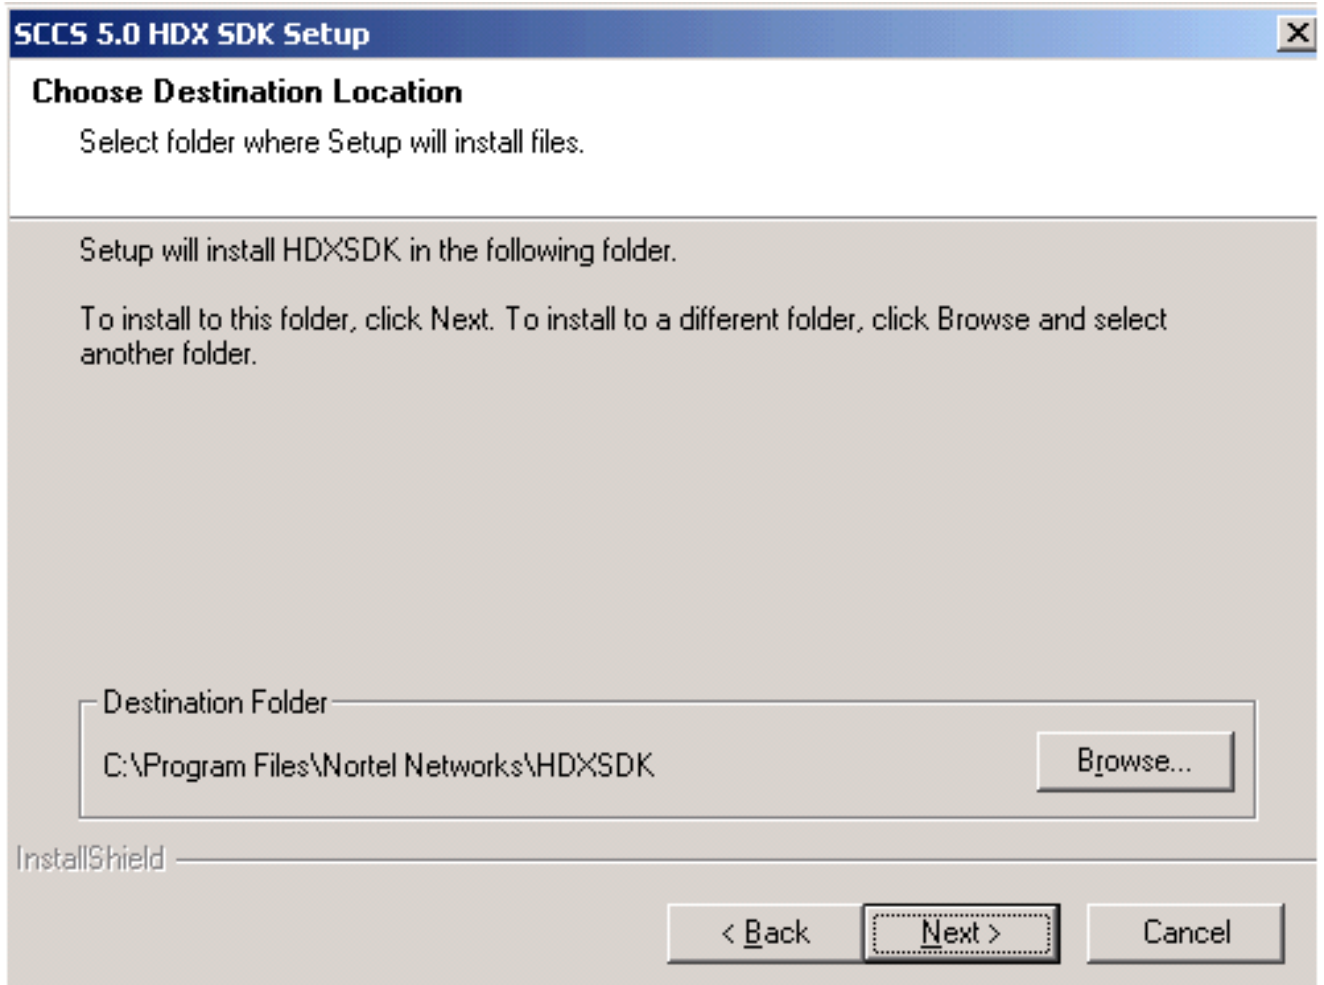 SCCS 5.0 HDX SDK Setup
Choose Destination Location
Select folder where Setup will install files.
Setup will install HDXSDK in the following folder.
To install to this folder, click Next. To install to a different folder, click Browse and select
another folder.
Destination Folder
C:\Program Files\Nortel Networks\HDXSDK
Browse...
InstallShield
< Back
Next >
Cancel